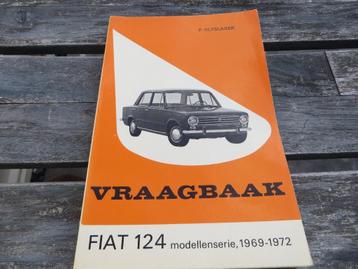 P. OLYSLAGER
VRAAGBAAK
FIAT 124 modellenserie, 1969-1972